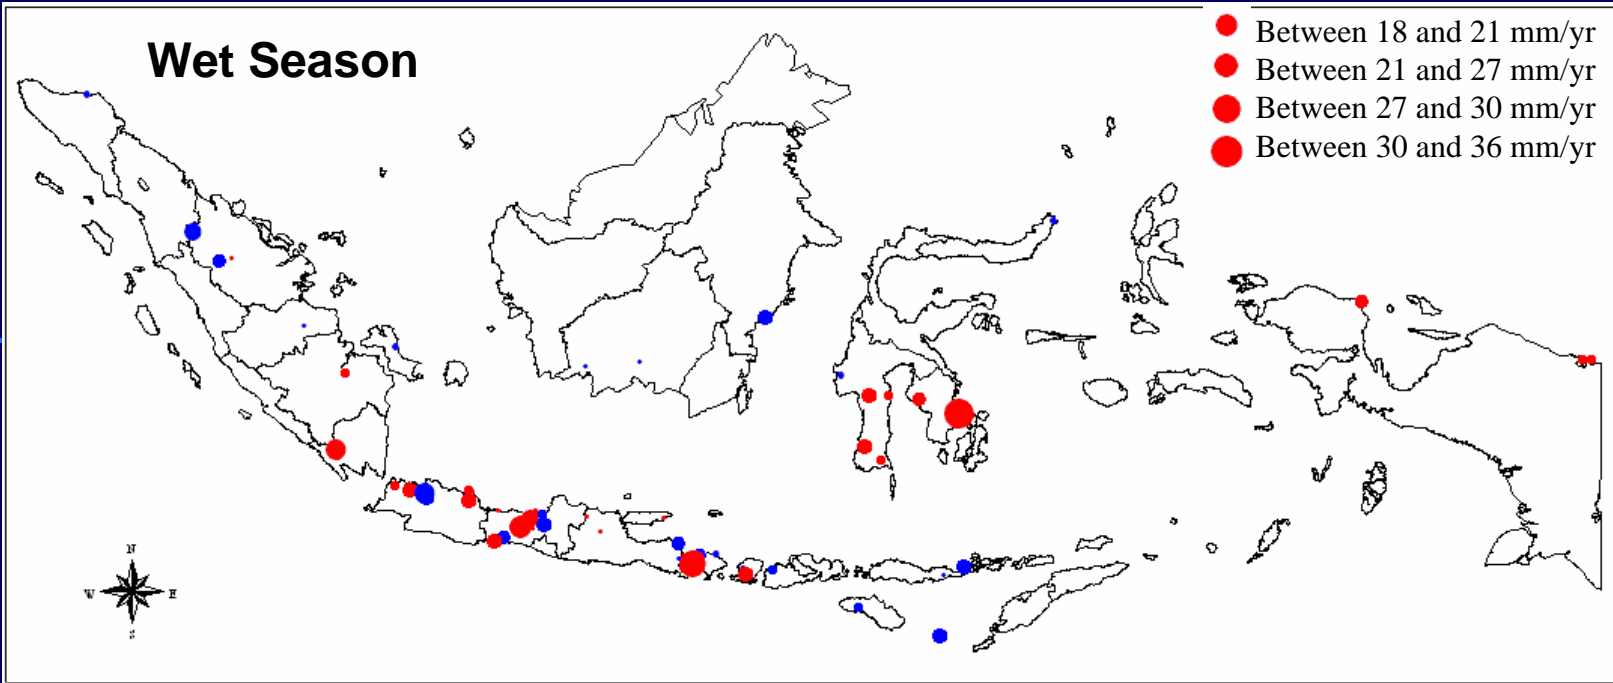 Wet Season
Between 18 and 21 mm/yr
Between 21 and 27 mm/yr
Between 27 and 30 mm/yr
Between 30 and 36 mm/yr
N
W E
S